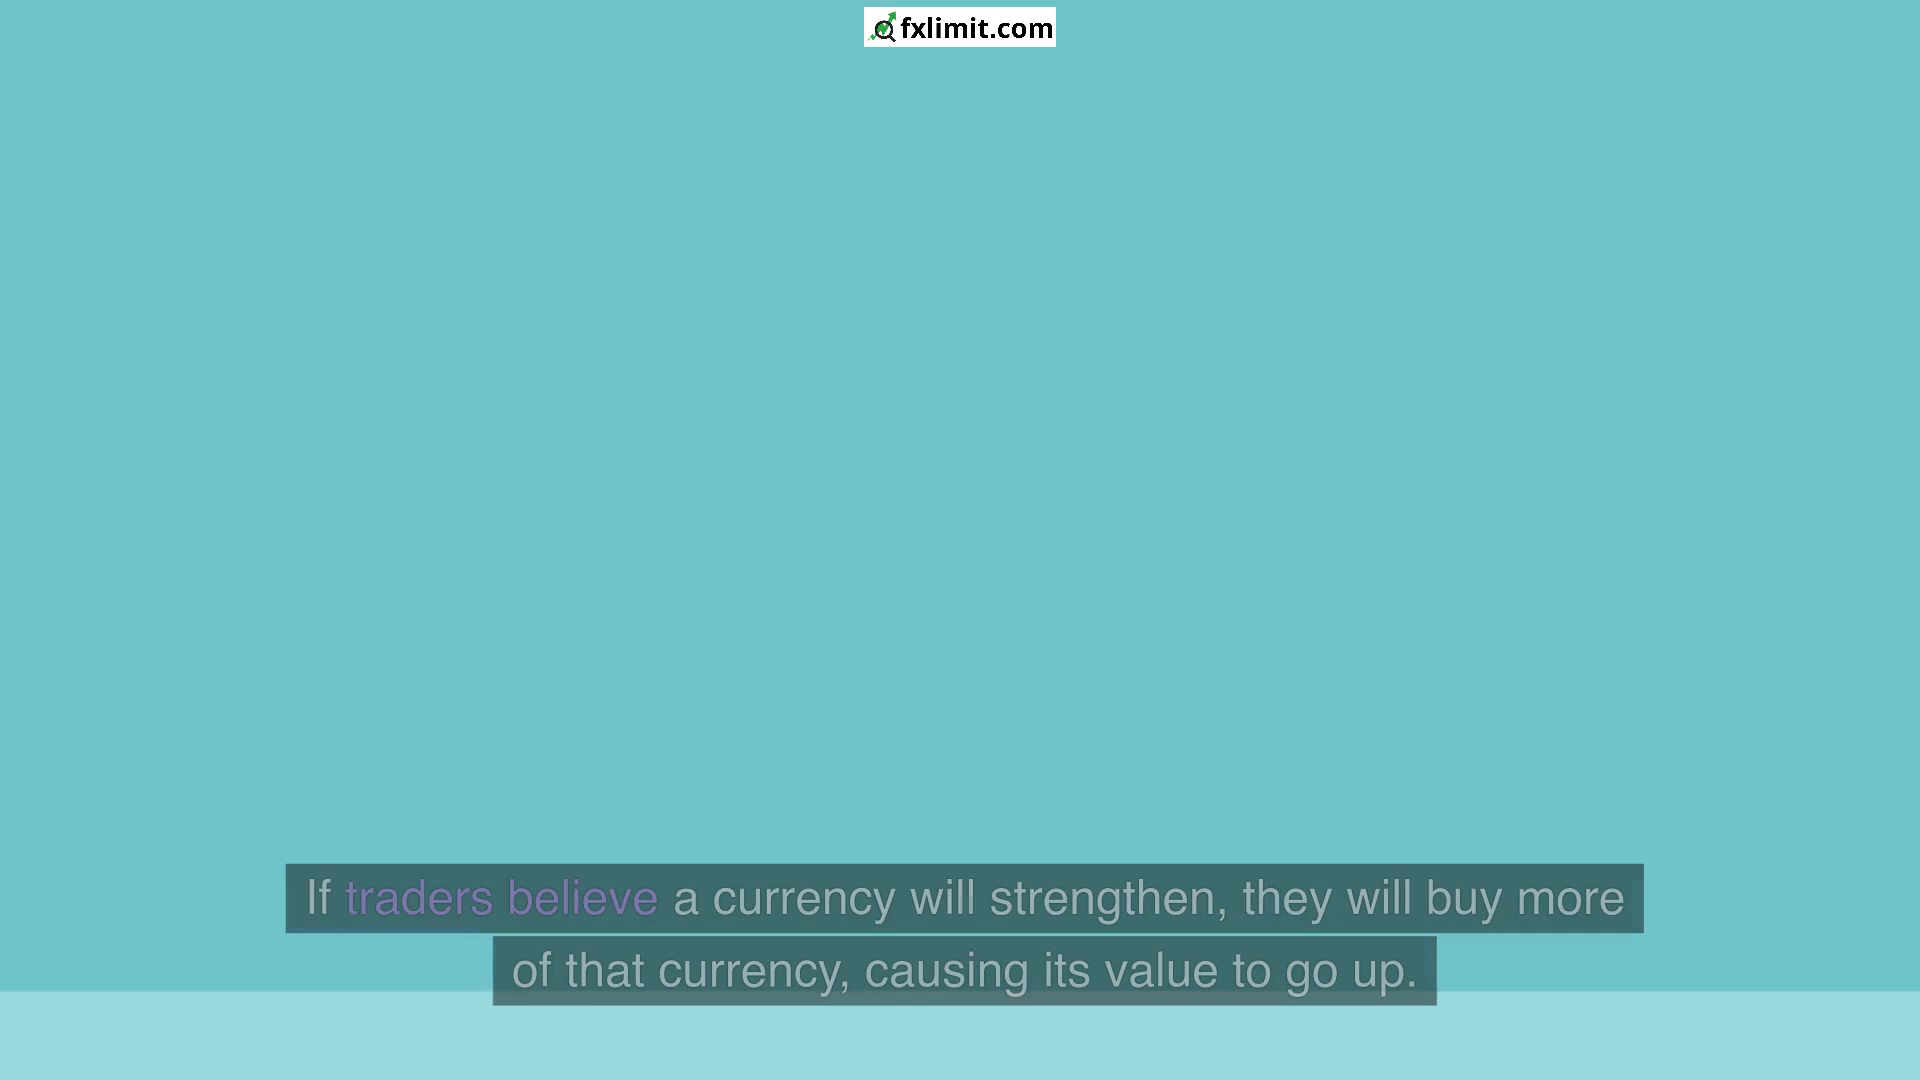 fxlimit.com
If traders believe a currency will strengthen, they will buy more
of that currency, causing its value to go up.